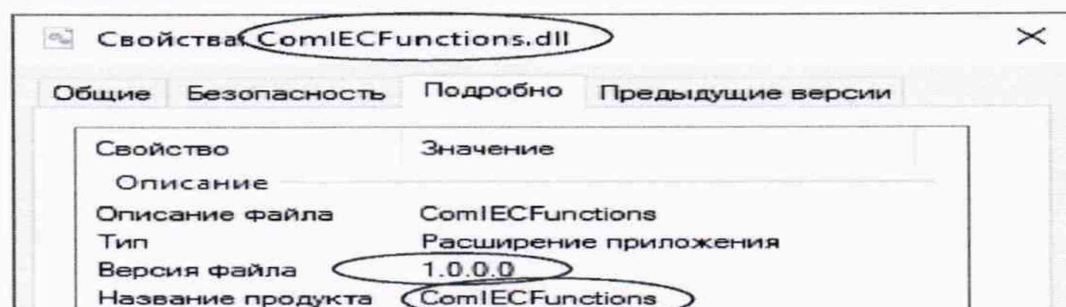 Свойства: ComIECFunctions.dll
Общие Безопасность Подробно Предыдущие версии
Свойство Значение
Описание
Описание файла ComIECFunctions
Тип Расширение приложения
Версия файла 1.0.0.0
Название продукта ComIECFunctions